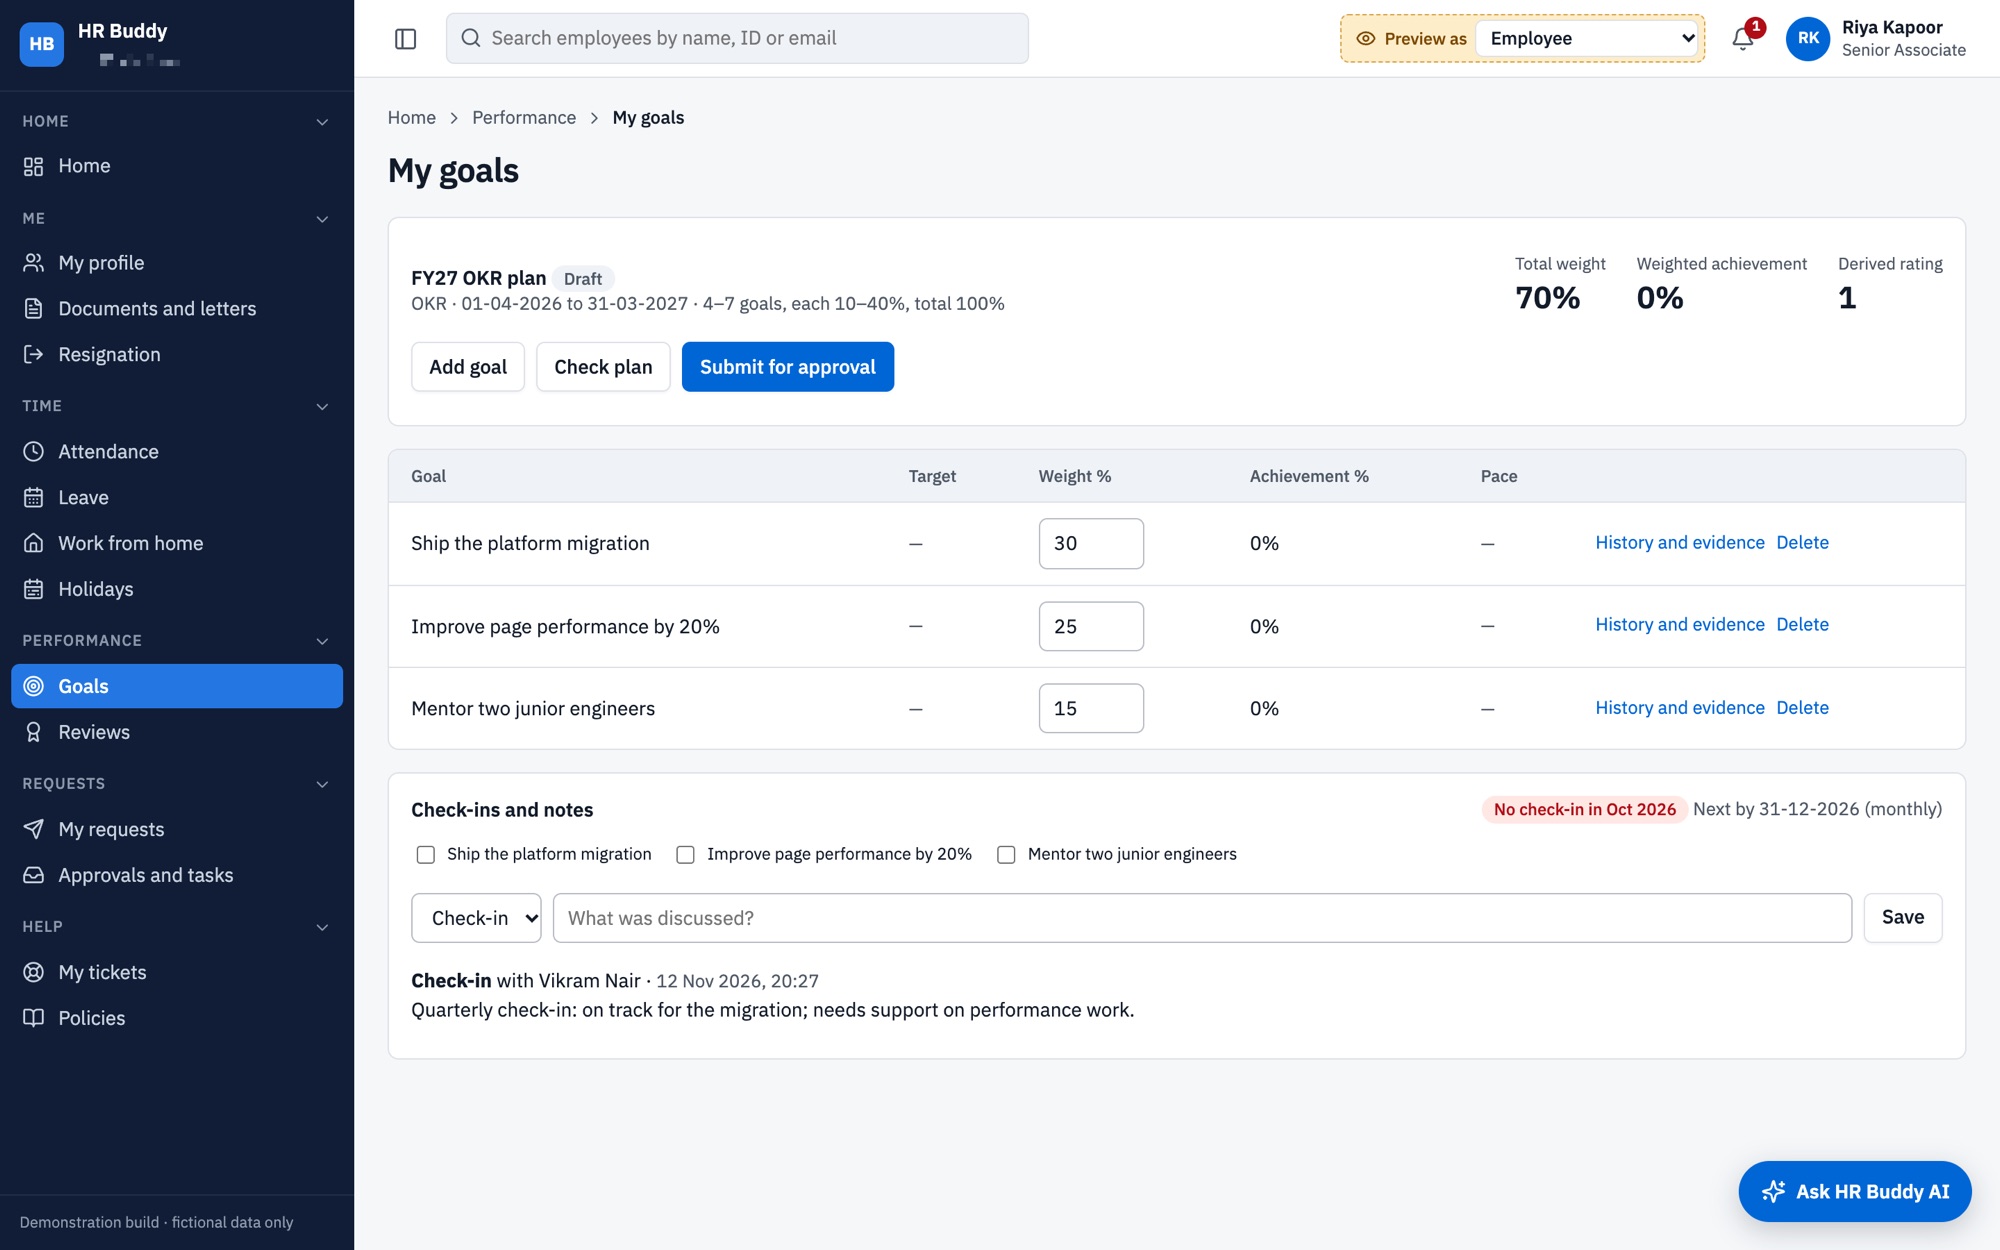 HB
HR Buddy
HOME
Home
ME
My profile
Documents and letters
Resignation
TIME
Attendance
Leave
Work from home
Holidays
PERFORMANCE
Goals
Reviews
REQUESTS
My requests
Approvals and tasks
HELP
My tickets
Policies
Demonstration build · fictional data only
Search employees by name, ID or email
Preview as
Employee
1
RK
Riya Kapoor
Senior Associate
Home > Performance > My goals
My goals
FY27 OKR plan Draft
OKR · 01-04-2026 to 31-03-2027 · 4–7 goals, each 10–40%, total 100%
Total weight
70%
Weighted achievement
0%
Derived rating
1
Add goal
Check plan
Submit for approval
Goal Target Weight % Achievement % Pace
Ship the platform migration — 30 0% — History and evidence Delete
Improve page performance by 20% — 25 0% — History and evidence Delete
Mentor two junior engineers — 15 0% — History and evidence Delete
Check-ins and notes
No check-in in Oct 2026 Next by 31-12-2026 (monthly)
Ship the platform migration Improve page performance by 20% Mentor two junior engineers
Check-in
What was discussed?
Save
Check-in with Vikram Nair · 12 Nov 2026, 20:27
Quarterly check-in: on track for the migration; needs support on performance work.
Ask HR Buddy AI